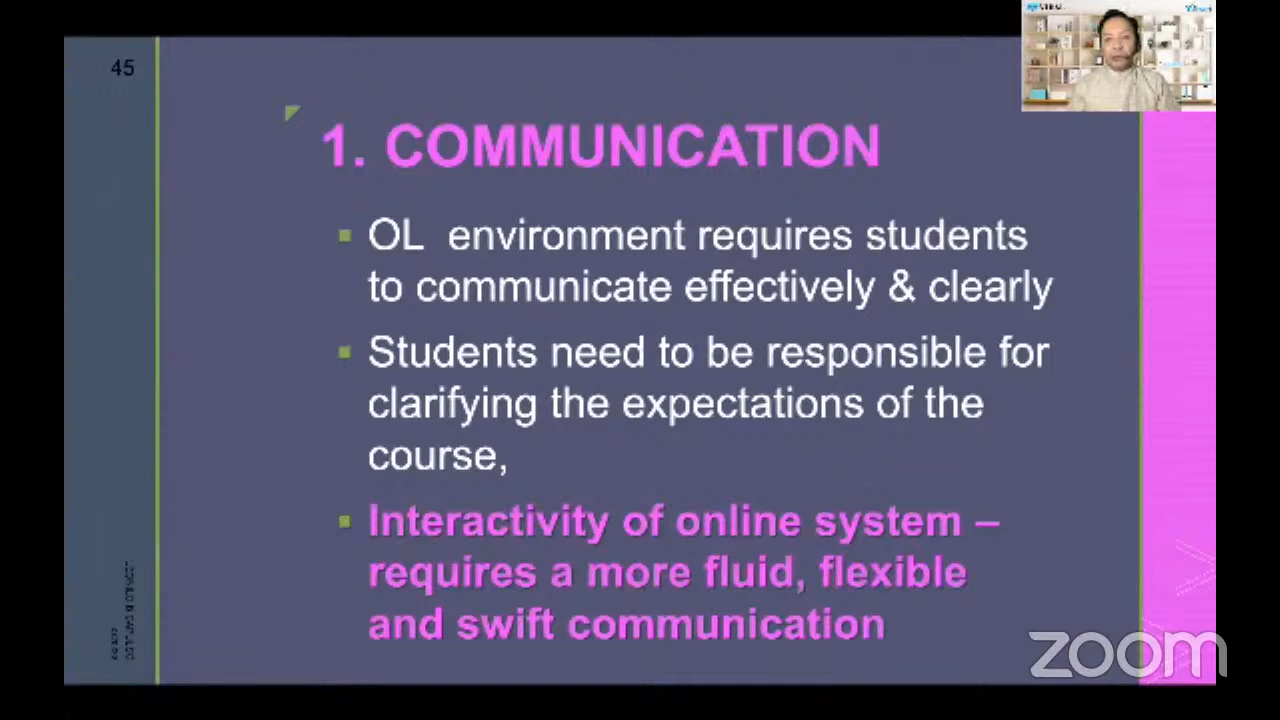 45
1. COMMUNICATION
OL environment requires students
to communicate effectively & clearly
Students need to be responsible for
clarifying the expectations of the
course,
Interactivity of online system –
requires a more fluid, flexible
and swift communication
zoom